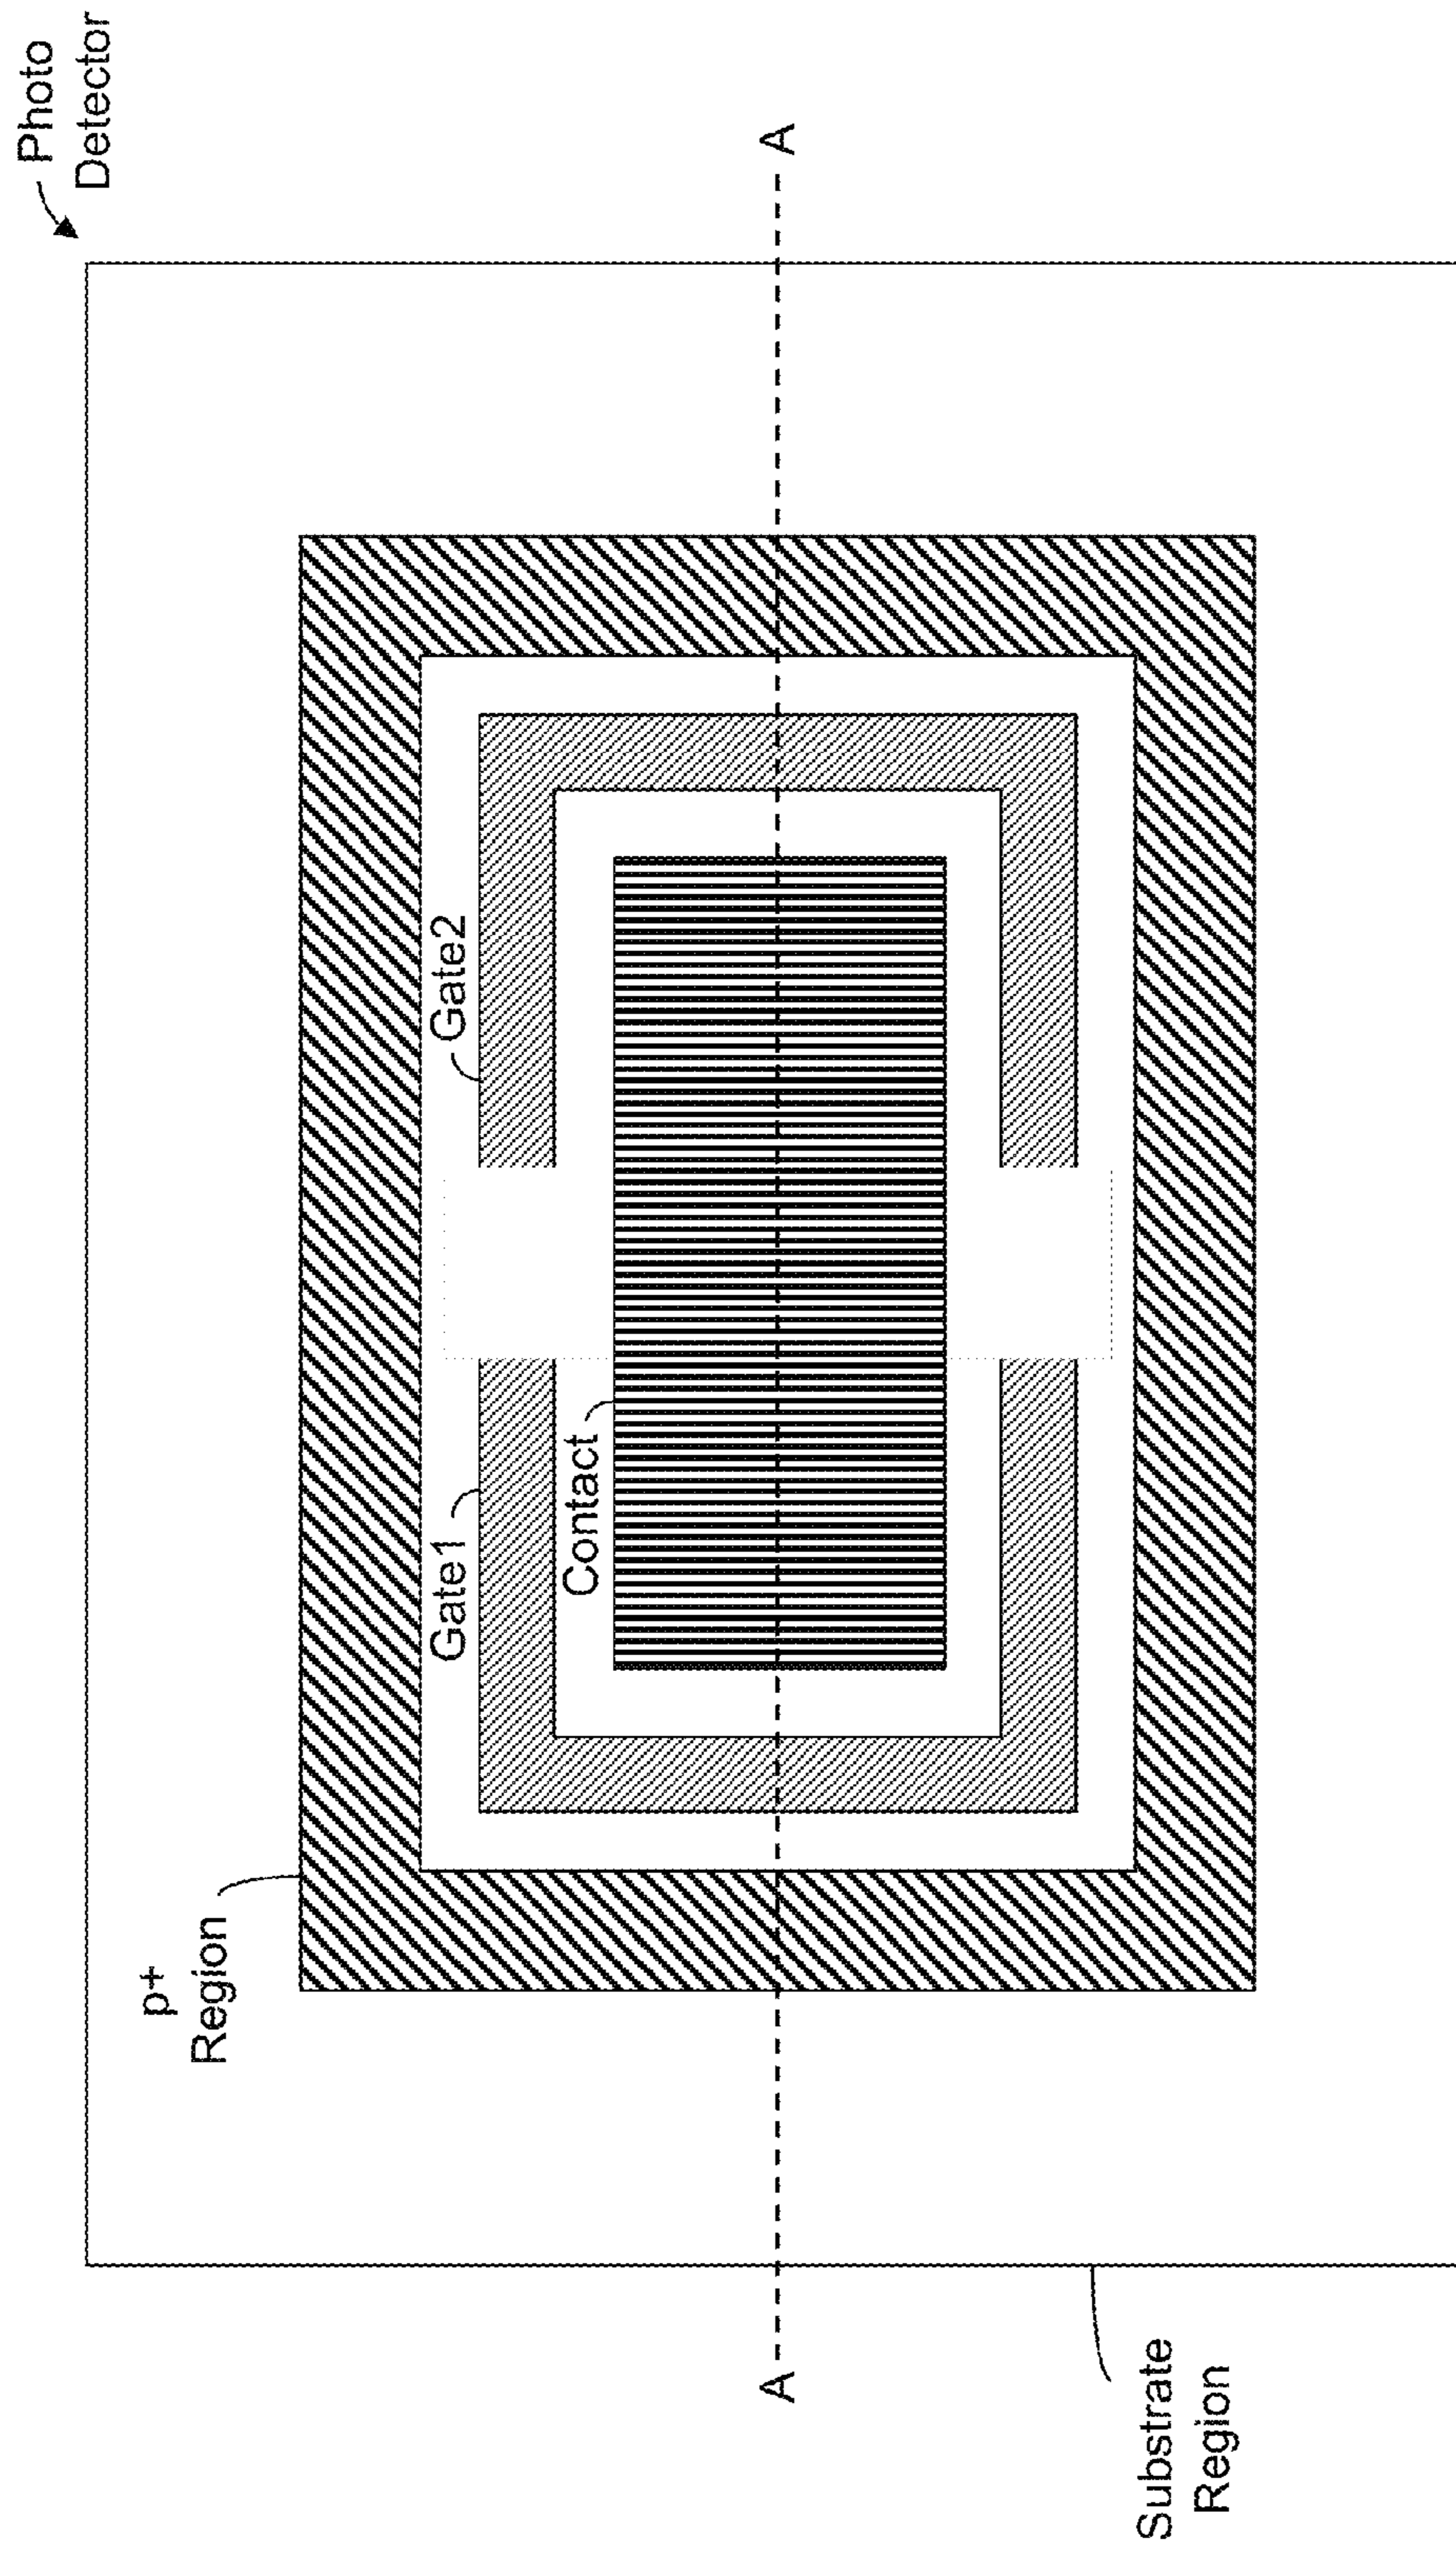 Photo
Detector
A
Gate2
Contact
Gate1
p+
Region
A
Substrate
Region